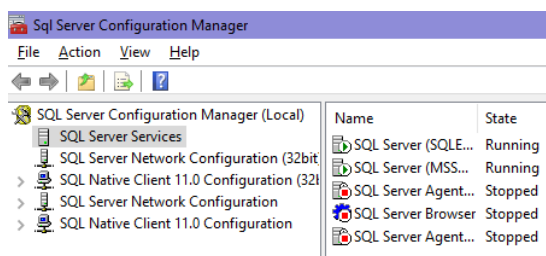 Sql Server Configuration Manager
File Action View Help
SQL Server Configuration Manager (Local)
SQL Server Services
SQL Server Network Configuration (32bit
SQL Native Client 11.0 Configuration (32
SQL Server Network Configuration
SQL Native Client 11.0 Configuration
Name State
SQL Server (SQLE... Running
SQL Server (MSS... Running
SQL Server Agent... Stopped
SQL Server Browser Stopped
SQL Server Agent... Stopped